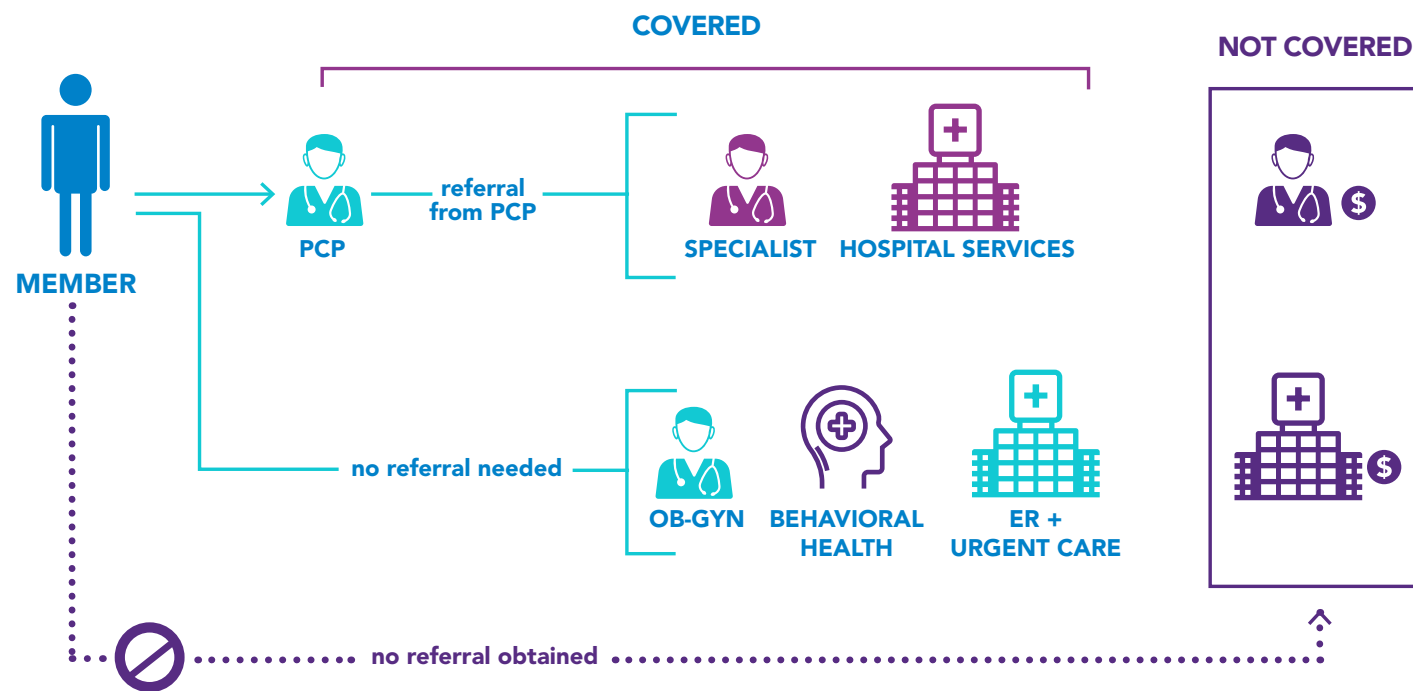 COVERED
NOT COVERED
MEMBER
PCP
referral
from PCP
SPECIALIST
HOSPITAL SERVICES
$
no referral needed
OB-GYN
BEHAVIORAL
HEALTH
ER +
URGENT CARE
$
no referral obtained